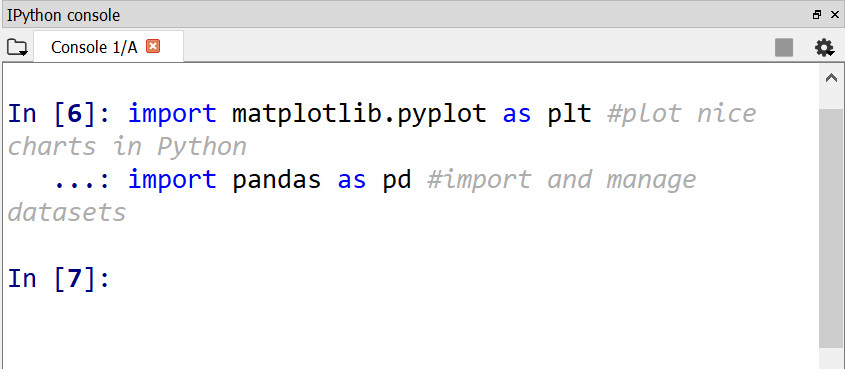 IPython console
Console 1/A
In [6]: import matplotlib.pyplot as plt #plot nice
charts in Python
...: import pandas as pd #import and manage
datasets
In [7]: